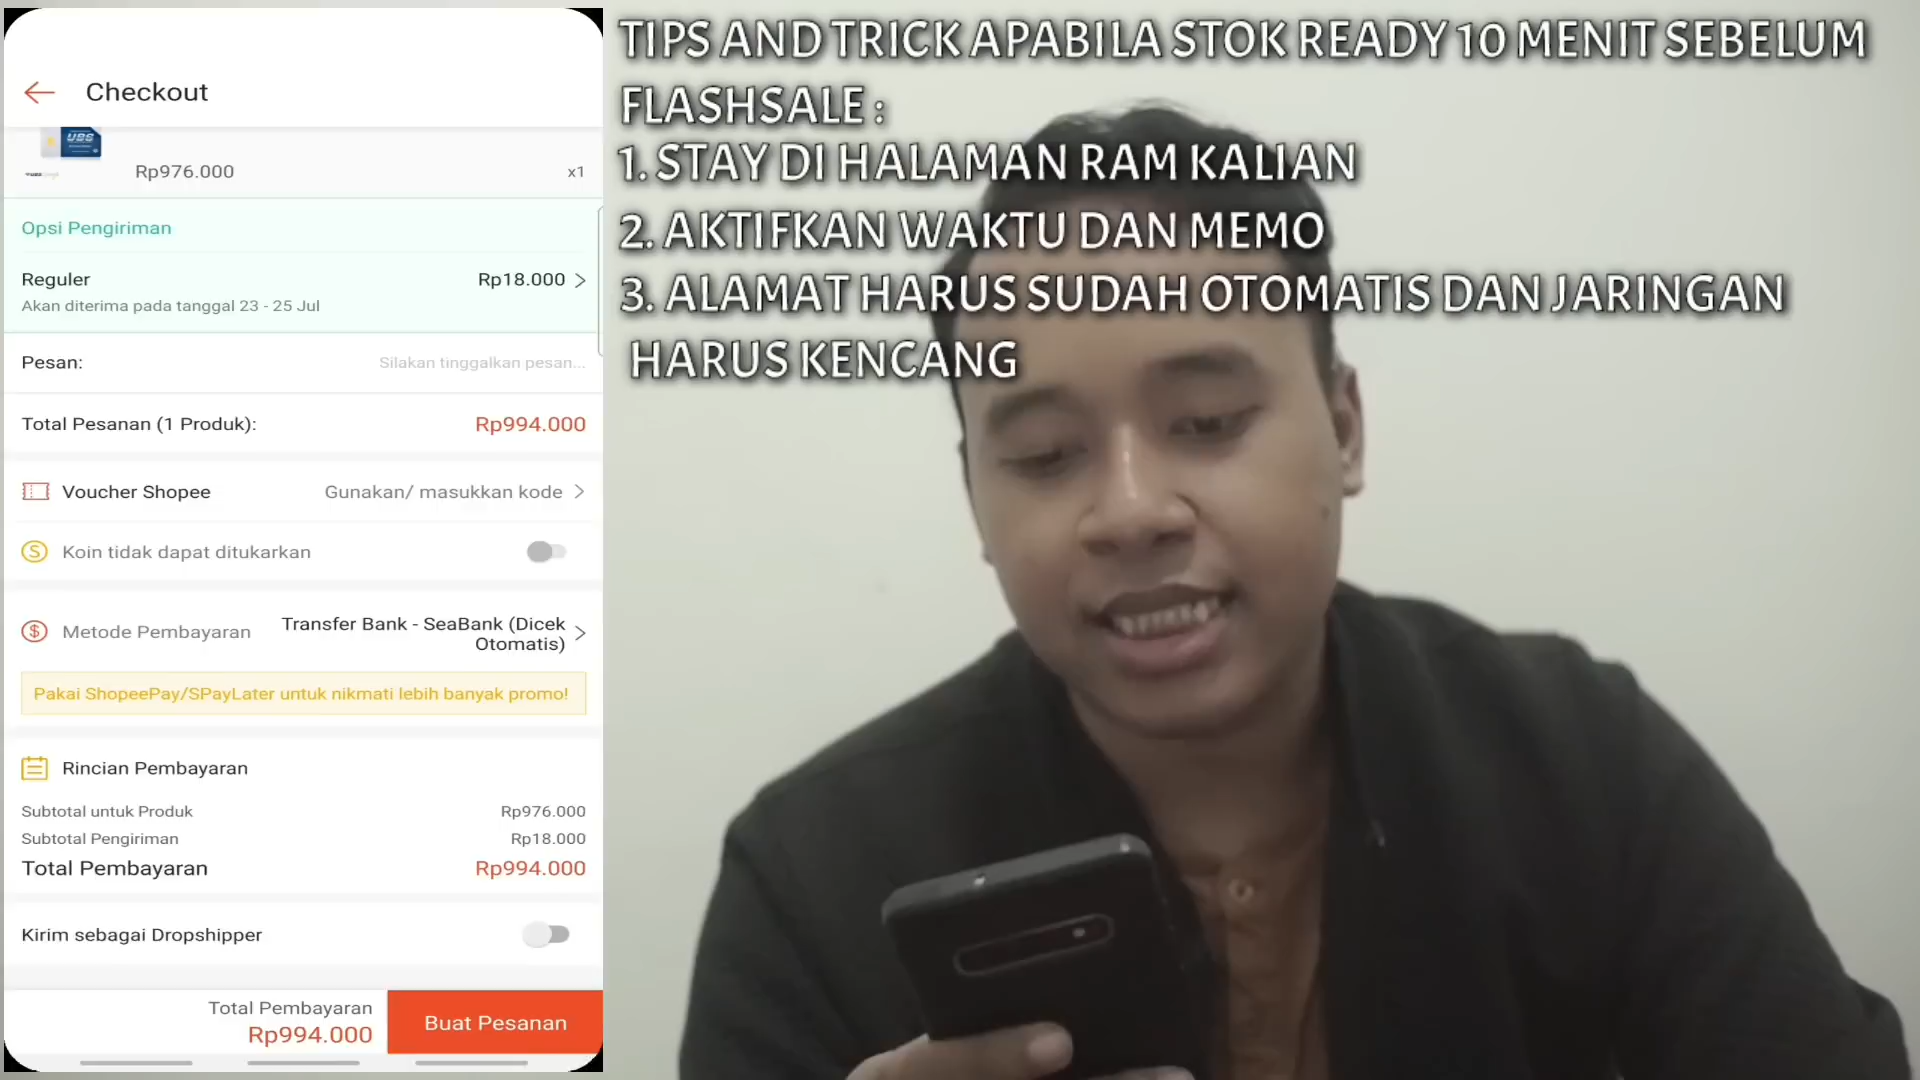 Checkout
UBS
Rp976.000
x1
Opsi Pengiriman
Reguler
Rp18.000
Akan diterima pada tanggal 23 - 25 Jul
Pesan:
Silakan tinggalkan pesan...
Total Pesanan (1 Produk):
Rp994.000
Voucher Shopee
Gunakan/ masukkan kode
Koin tidak dapat ditukarkan
Metode Pembayaran
Transfer Bank - SeaBank (Dicek
Otomatis)
Pakai ShopeePay/SPayLater untuk nikmati lebih banyak promo!
Rincian Pembayaran
Subtotal untuk Produk
Rp976.000
Subtotal Pengiriman
Rp18.000
Total Pembayaran
Rp994.000
Kirim sebagai Dropshipper
Total Pembayaran
Rp994.000
Buat Pesanan
TIPS AND TRICK APABILA STOK READY 10 MENIT SEBELUM
FLASHSALE :
1. STAY DI HALAMAN RAM KALIAN
2. AKTIFKAN WAKTU DAN MEMO
3. ALAMAT HARUS SUDAH OTOMATIS DAN JARINGAN
HARUS KENCANG